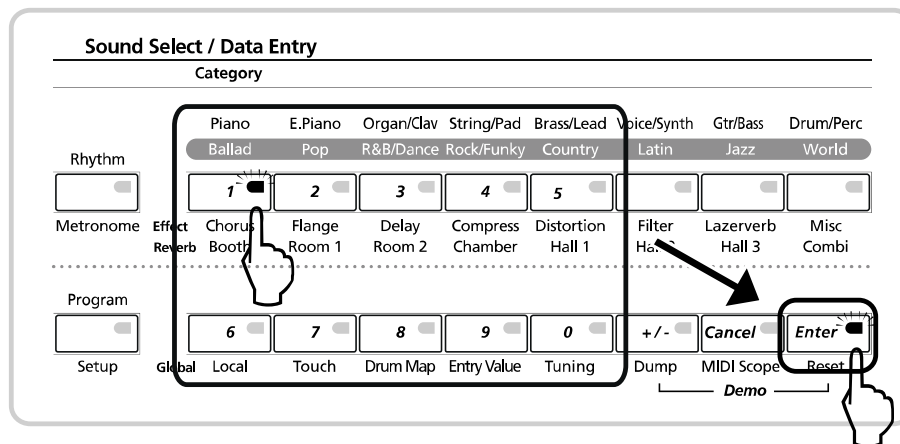 Sound Select / Data Entry
Category
Piano E.Piano Organ/Clav String/Pad Brass/Lead Voice/Synth Gtr/Bass Drum/Perc
Rhythm Ballad Pop R&B/Dance Rock/Funky Country Latin Jazz World
1 2 3 4 5
Metronome Effect Chorus Flange Delay Compress Distortion Filter Lazerverb Misc
Reverb Booth Room 1 Room 2 Chamber Hall 1 Hall 3 Combi
Program
6 7 8 9 0 +/- Cancel Enter
Setup Global Local Touch Drum Map Entry Value Tuning Dump MIDI Scope Reset
Demo